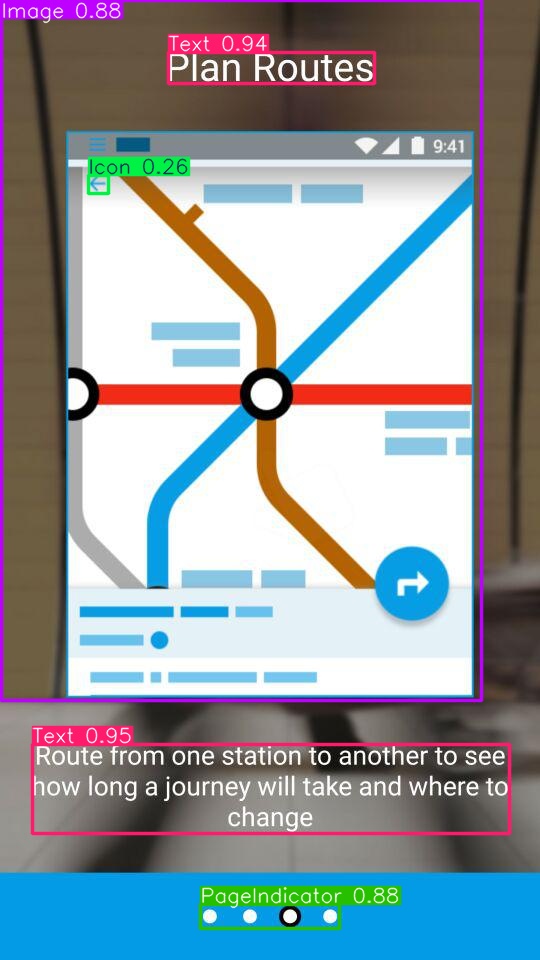 Image 0.88
Text 0.94
Plan Routes
9:41
Icon 0.26
Text 0.95
Route from one station to another to see
how long a journey will take and where to
change
PageIndicator 0.88